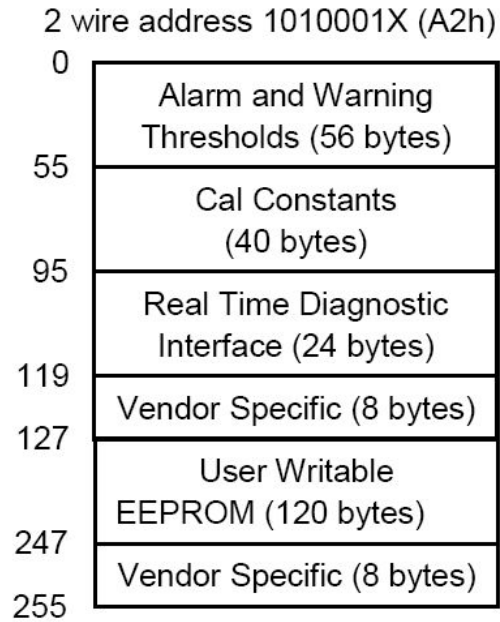 2 wire address 1010001X (A2h)
0
Alarm and Warning
Thresholds (56 bytes)
55
Cal Constants
(40 bytes)
95
Real Time Diagnostic
Interface (24 bytes)
119
Vendor Specific (8 bytes)
127
User Writable
EEPROM (120 bytes)
247
Vendor Specific (8 bytes)
255